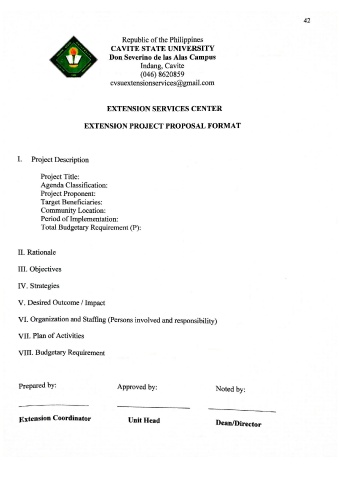 42
Republic of the Philippines
CAVITE STATE UNIVERSITY
Don Severino de las Alas Campus
Indang, Cavite
(046) 8620859
cvsuextensionservices@gmail.com
EXTENSION SERVICES CENTER
EXTENSION PROJECT PROPOSAL FORMAT
I. Project Description
Project Title:
Agenda Classification:
Project Proponent:
Target Beneficiaries:
Community Location:
Period of Implementation:
Total Budgetary Requirement (P):
II. Rationale
III. Objectives
IV. Strategies
V. Desired Outcome / Impact
VI. Organization and Staffing (Persons involved and responsibility)
VII. Plan of Activities
VIII. Budgetary Requirement
Prepared by: Approved by: Noted by:
Extension Coordinator Unit Head Dean/Director